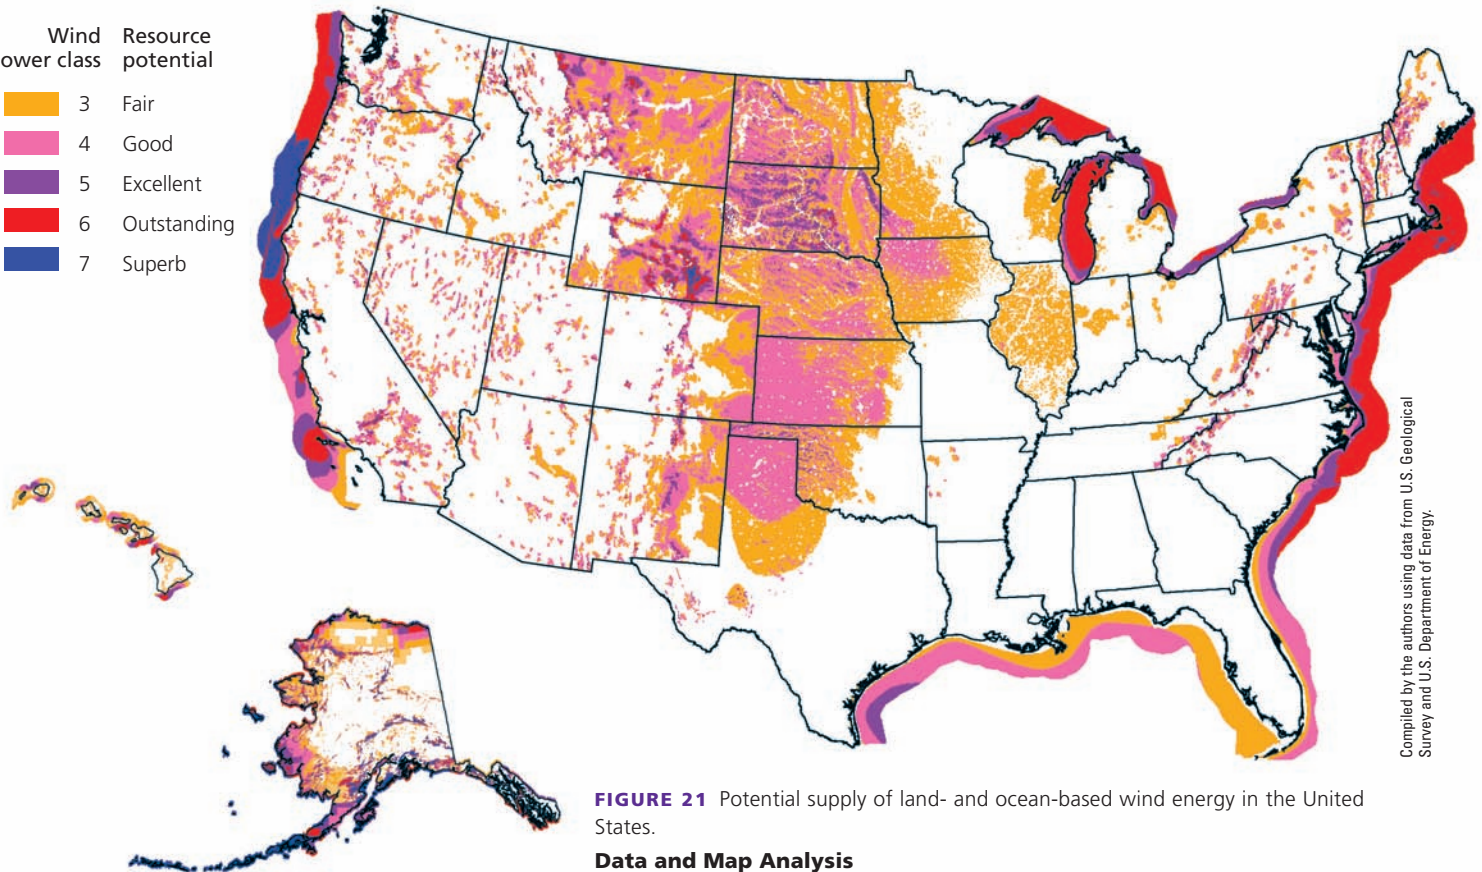 Wind Resource
ower class potential
3 Fair
4 Good
5 Excellent
6 Outstanding
7 Superb
Compiled by the authors using data from U.S. Geological
Survey and U.S. Department of Energy.
FIGURE 21 Potential supply of land- and ocean-based wind energy in the United
States.
Data and Map Analysis